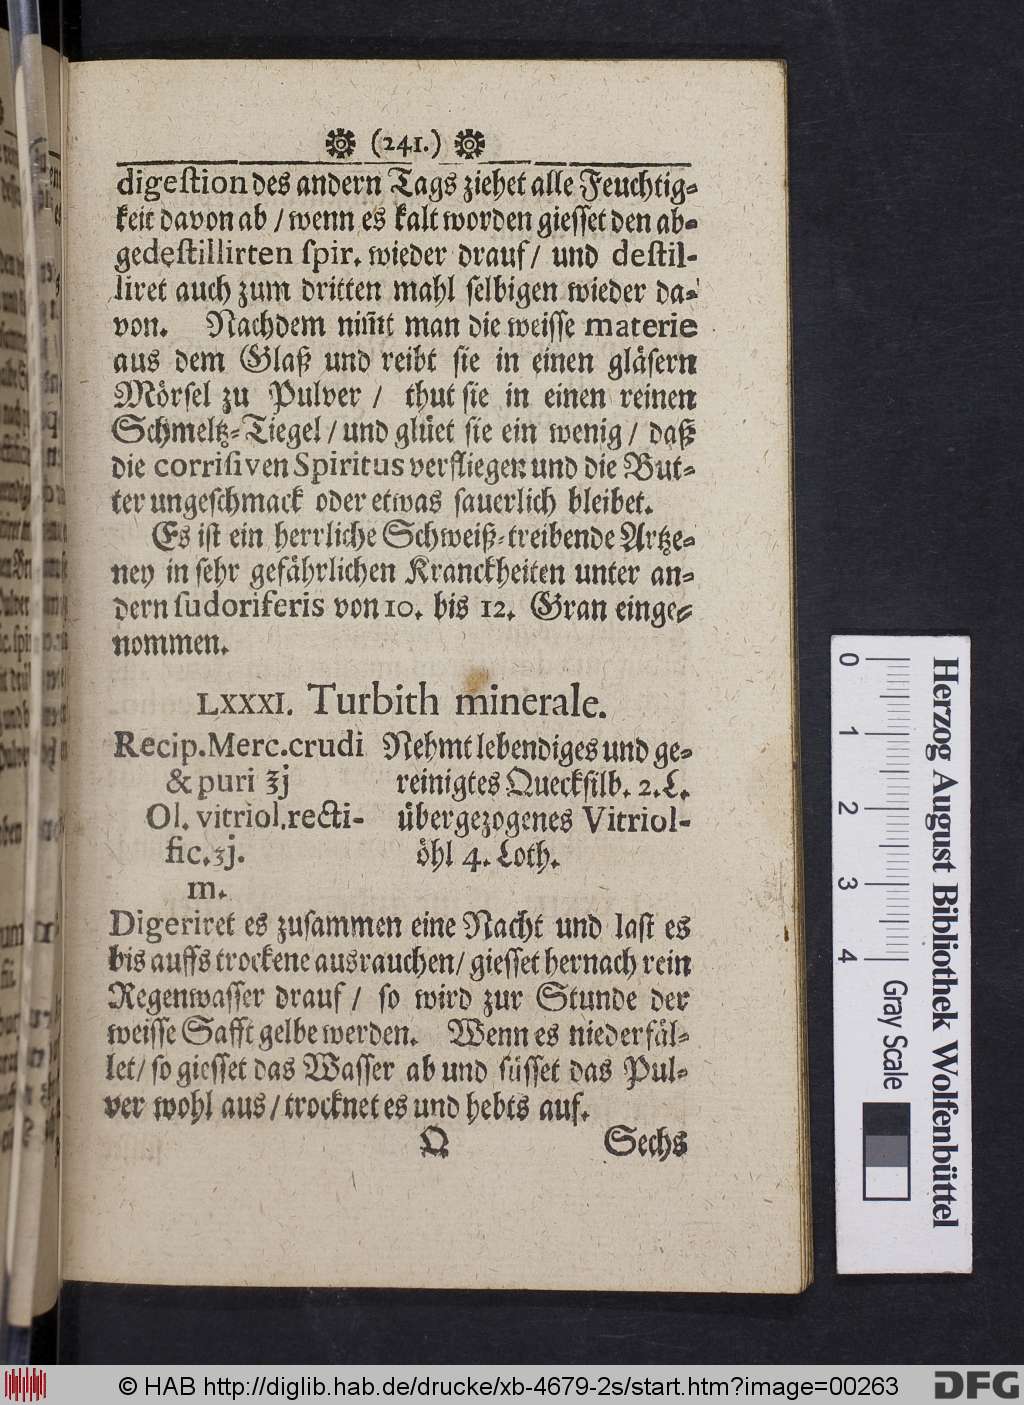 (241.)
digestion des andern Tags ziehet alle Feuchtig-
keit davon ab / wenn es kalt worden giesset den ab-
gedestillirten spir. wieder drauf / und destil-
liret auch zum dritten mahl selbigen wieder da-
von. Nachdem nim̃t man die weisse materie
aus dem Glaß und reibt sie in einen gläsern
Mörsel zu Pulver / thut sie in einen reinen
Schmeltz-Tiegel / und glüet sie ein wenig / daß
die corrisiven Spiritus verfliegen und die But-
ter ungeschmack oder etwas sauerlich bleibet.
Es ist ein herrliche Schweiß-treibende Artze-
ney in sehr gefährlichen Kranckheiten unter an-
dern sudoriferis von 10. bis 12. Gran einge-
nommen.
LXXXI. Turbith minerale.
Recip. Merc. crudi Nehmt lebendiges und ge-
& puri ℥j reinigtes Quecksilb. 2. L.
Ol. vitriol. recti- übergezogenes Vitriol-
fic. ʒj. öhl 4. Loth.
m.
Digeriret es zusammen eine Nacht und last es
bis auffs trockene ausrauchen / giesset hernach rein
Regenwasser drauf / so wird zur Stunde der
weisse Safft gelbe werden. Wenn es niederfäl-
let / so giesset das Wasser ab und süsset das Pul-
ver wohl aus / trocknet es und hebts auf.
Q Sechs
0 1 2 3 4
Gray Scale
Herzog August Bibliothek Wolfenbüttel
© HAB http://diglib.hab.de/drucke/xb-4679-2s/start.htm?image=00263
DFG